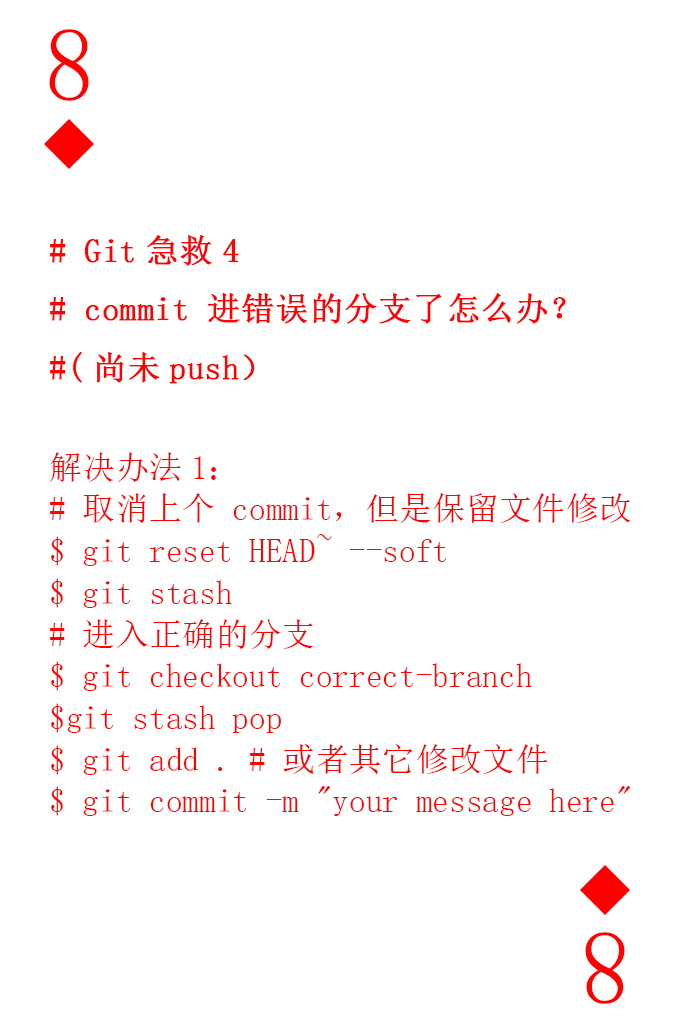 8
# Git 急救 4
# commit 进错误的分支了怎么办？
#(尚未 push）
解决办法 1：
# 取消上个 commit，但是保留文件修改
$ git reset HEAD~ --soft
$ git stash
# 进入正确的分支
$ git checkout correct-branch
$git stash pop
$ git add . # 或者其它修改文件
$ git commit -m "your message here"
8